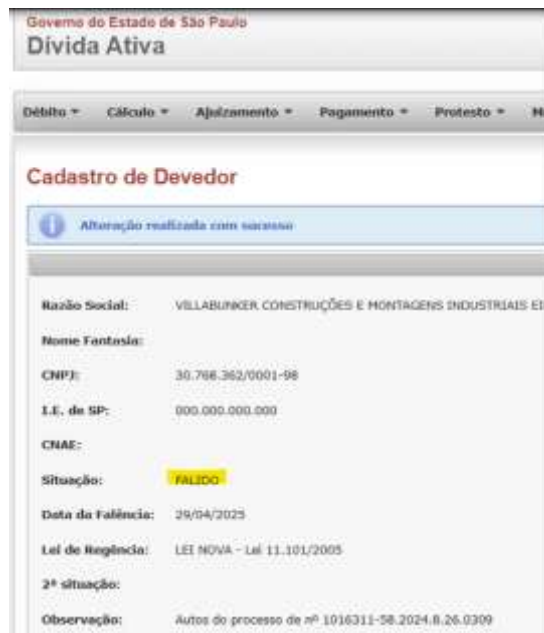 Governo do Estado de São Paulo
Dívida Ativa
Débito Cálculo Ajuizamento Pagamento Protesto
Cadastro de Devedor
Alteração realizada com sucesso
Razão Social: VILLABUNKER CONSTRUÇÕES E MONTAGENS INDUSTRIAIS EI
Nome Fantasia:
CNPJ: 30.768.362/0001-98
I.E. de SP: 000.000.000.000
CNAE:
Situação: FALIDO
Data da Falência: 29/04/2025
Lei de Regência: LEI NOVA - Lei 11.101/2005
2ª situação:
Observação: Autos do processo de nº 1016311-58.2024.8.26.0309